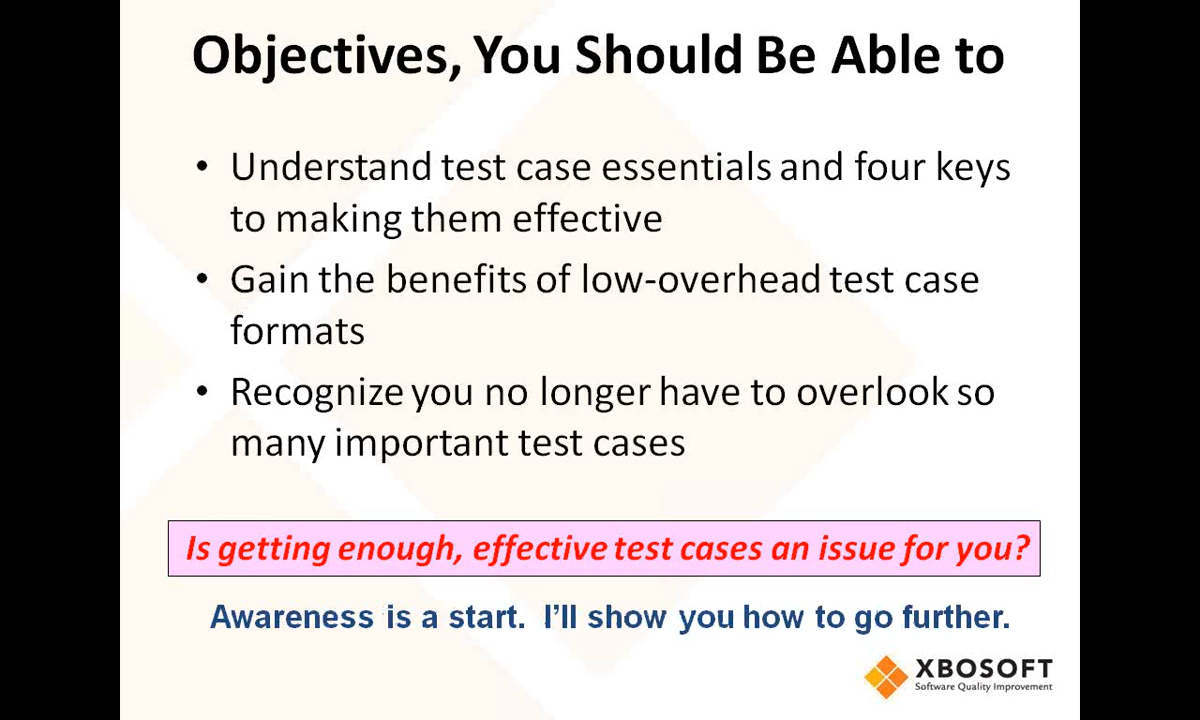 Objectives, You Should Be Able to
• Understand test case essentials and four keys
to making them effective
• Gain the benefits of low-overhead test case
formats
• Recognize you no longer have to overlook so
many important test cases
Is getting enough, effective test cases an issue for you?
Awareness is a start.  I'll show you how to go further.
XBOSOFT
Software Quality Improvement